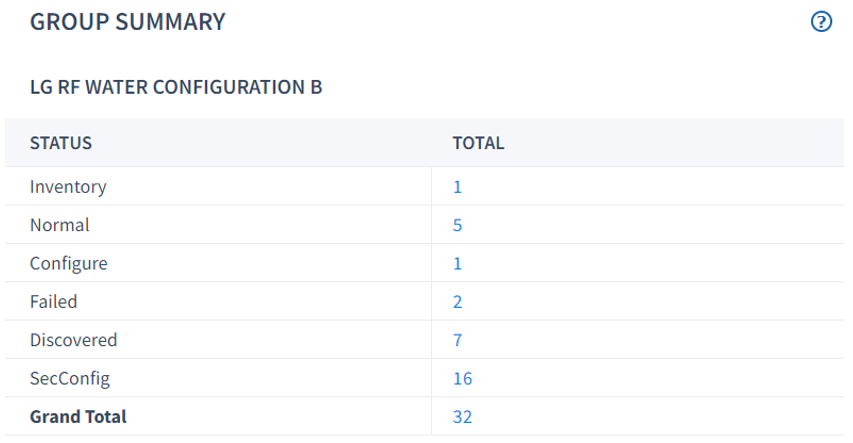 GROUP SUMMARY
?
LG RF WATER CONFIGURATION B
STATUS TOTAL
Inventory 1
Normal 5
Configure 1
Failed 2
Discovered 7
SecConfig 16
Grand Total 32